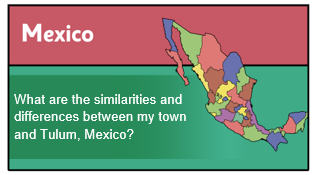 Mexico
What are the similarities and
differences between my town
and Tulum, Mexico?